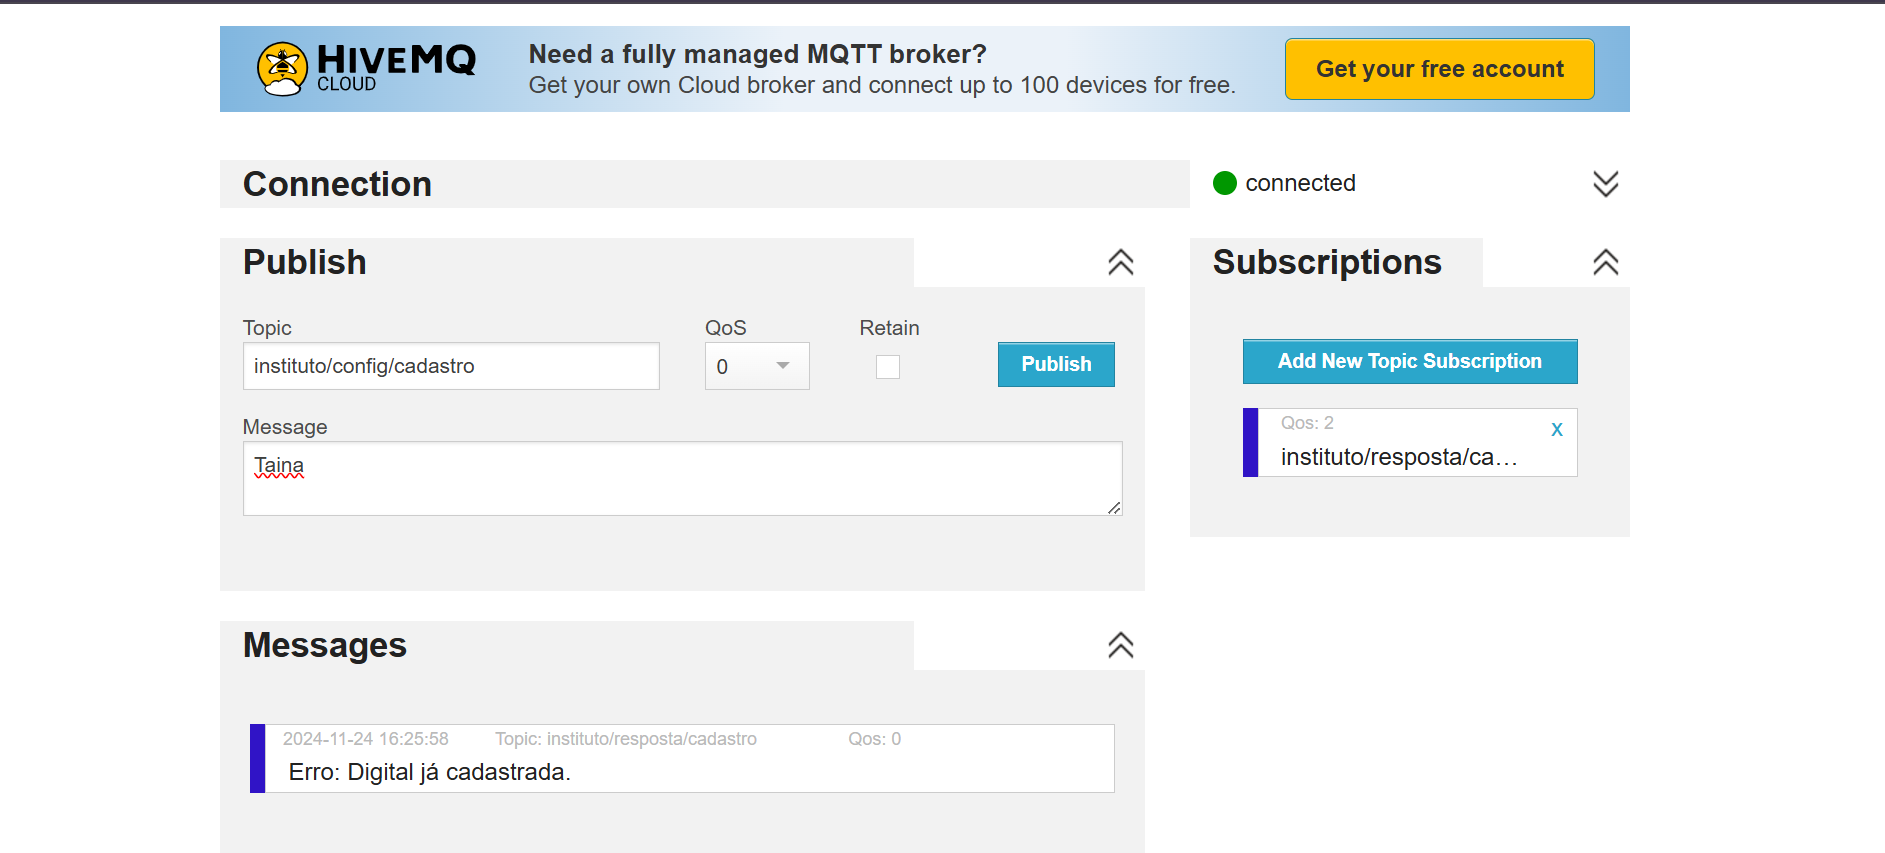 HIVEMQ
CLOUD
Need a fully managed MQTT broker?
Get your own Cloud broker and connect up to 100 devices for free.
Get your free account
Connection
connected
Publish
Topic
QoS
Retain
instituto/config/cadastro
0
Publish
Message
Taina
Subscriptions
Add New Topic Subscription
Qos: 2
x
instituto/resposta/ca…
Messages
2024-11-24 16:25:58 Topic: instituto/resposta/cadastro Qos: 0
Erro: Digital já cadastrada.